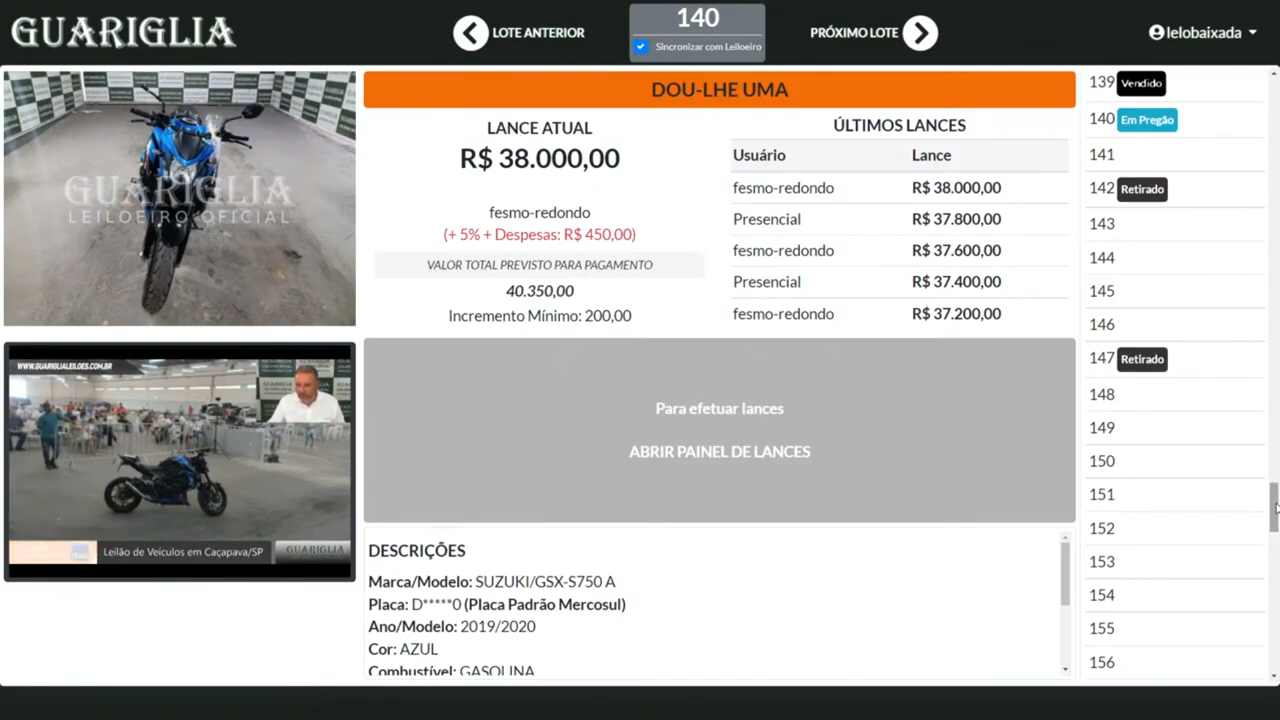 GUARIGLIA
LOTE ANTERIOR
140
Sincronizar com Leiloeiro
PRÓXIMO LOTE
lelobaixada
GUARIGLIA
LEILOEIRO OFICIAL
DOU-LHE UMA
LANCE ATUAL
R$ 38.000,00
fesmo-redondo
(+ 5% + Despesas: R$ 450,00)
VALOR TOTAL PREVISTO PARA PAGAMENTO
40.350,00
Incremento Mínimo: 200,00
ÚLTIMOS LANCES
Usuário Lance
fesmo-redondo R$ 38.000,00
Presencial R$ 37.800,00
fesmo-redondo R$ 37.600,00
Presencial R$ 37.400,00
fesmo-redondo R$ 37.200,00
WWW.GUARIGLIALEILOES.COM.BR
Leilão de Veículos em Caçapava/SP
GUARIGLIA
Para efetuar lances
ABRIR PAINEL DE LANCES
DESCRIÇÕES
Marca/Modelo: SUZUKI/GSX-S750 A
Placa: D*****0 (Placa Padrão Mercosul)
Ano/Modelo: 2019/2020
Cor: AZUL
Combustível: GASOLINA
139 Vendido
140 Em Pregão
141
142 Retirado
143
144
145
146
147 Retirado
148
149
150
151
152
153
154
155
156